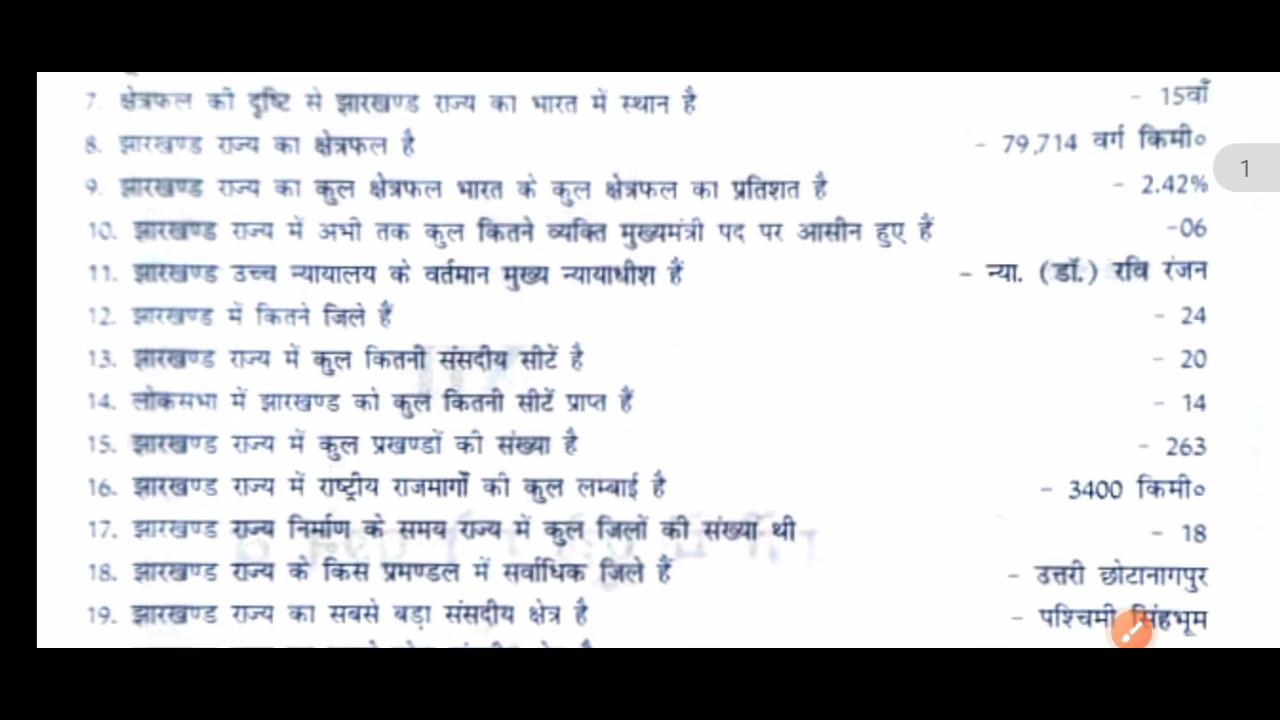 7. क्षेत्रफल की दृष्टि से झारखण्ड राज्य का भारत में स्थान है - 15वाँ
8. झारखण्ड राज्य का क्षेत्रफल है - 79,714 वर्ग किमी०
1
9. झारखण्ड राज्य का कुल क्षेत्रफल भारत के कुल क्षेत्रफल का प्रतिशत है - 2.42%
10. झारखण्ड राज्य में अभी तक कुल कितने व्यक्ति मुख्यमंत्री पद पर आसीन हुए हैं -06
11. झारखण्ड उच्च न्यायालय के वर्तमान मुख्य न्यायाधीश हैं - न्या. (डॉ.) रवि रंजन
12. झारखण्ड में कितने जिले हैं - 24
13. झारखण्ड राज्य में कुल कितनी संसदीय सीटें है - 20
14. लोकसभा में झारखण्ड को कुल कितनी सीटें प्राप्त हैं - 14
15. झारखण्ड राज्य में कुल प्रखण्डों की संख्या है - 263
16. झारखण्ड राज्य में राष्ट्रीय राजमार्गों की कुल लम्बाई है - 3400 किमी०
17. झारखण्ड राज्य निर्माण के समय राज्य में कुल जिलों की संख्या थी - 18
18. झारखण्ड राज्य के किस प्रमण्डल में सर्वाधिक जिले हैं - उत्तरी छोटानागपुर
19. झारखण्ड राज्य का सबसे बड़ा संसदीय क्षेत्र है - पश्चिमी सिंहभूम